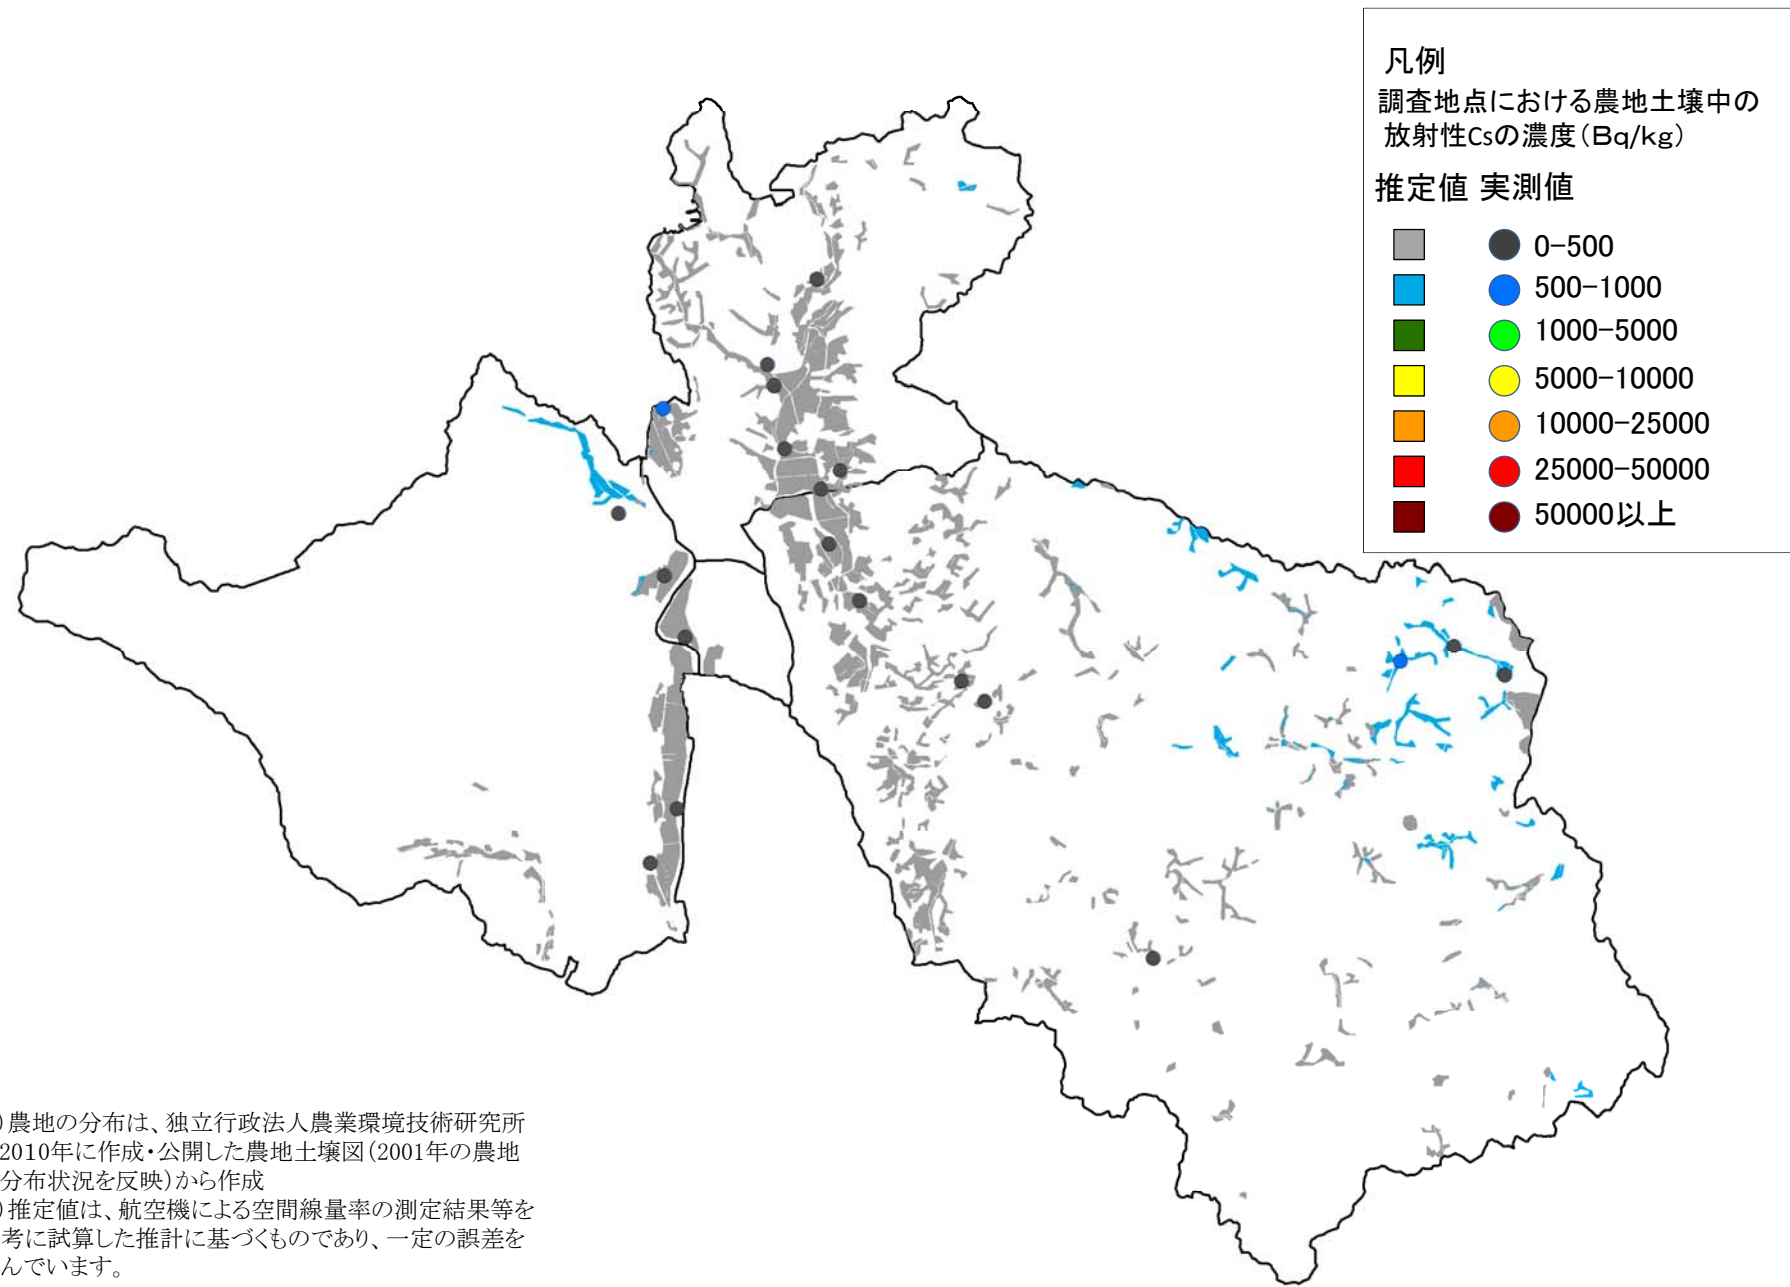 凡例
調査地点における農地土壌中の
放射性Csの濃度(Bq/kg)
推定値 実測値
0-500
500-1000
1000-5000
5000-10000
10000-25000
25000-50000
50000以上
)農地の分布は、独立行政法人農業環境技術研究所
2010年に作成・公開した農地土壌図(2001年の農地
分布状況を反映)から作成
)推定値は、航空機による空間線量率の測定結果等を
考に試算した推計に基づくものであり、一定の誤差を
んでいます。